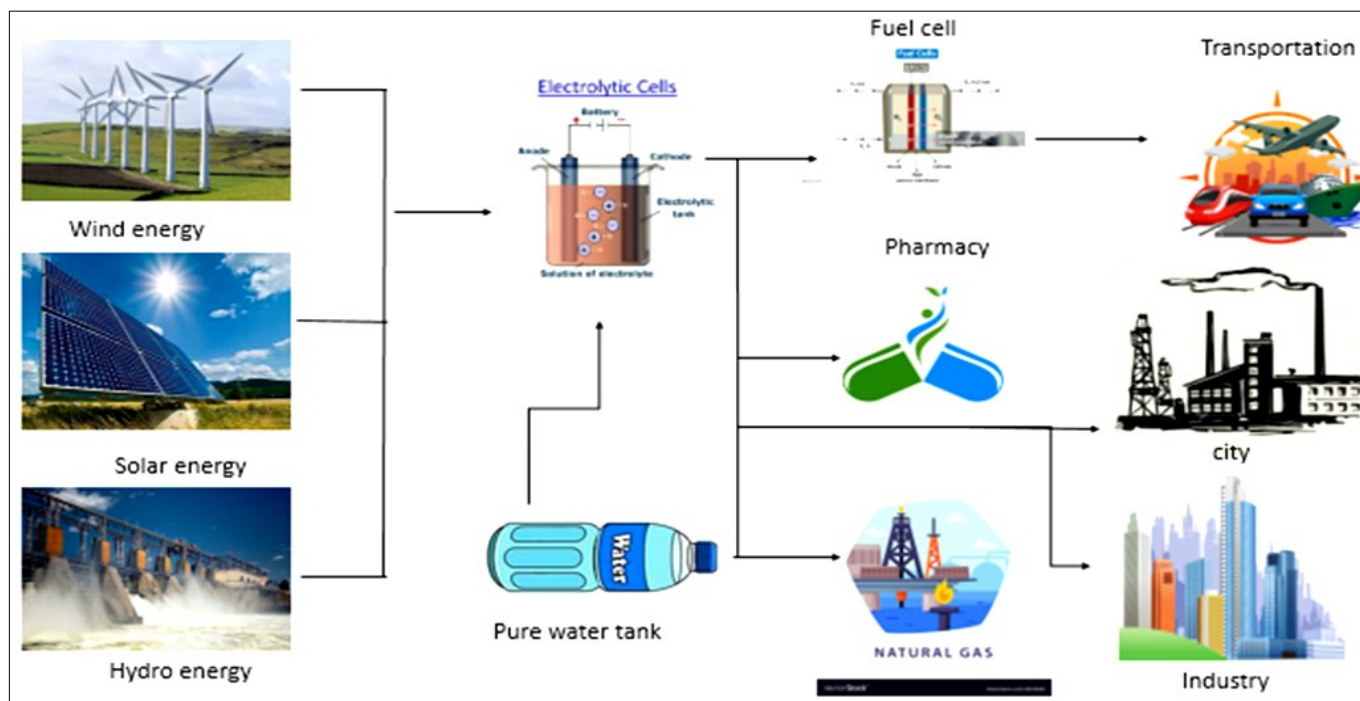 Fuel cell
Transportation
Fuel Cells
Electrolytic Cells
Battery
+
−
Anode
Cathode
Electrolytic
tank
Solution of electrolyte
Wind energy
Pharmacy
Solar energy
city
Water
Pure water tank
NATURAL GAS
Hydro energy
VectorStock
Industry